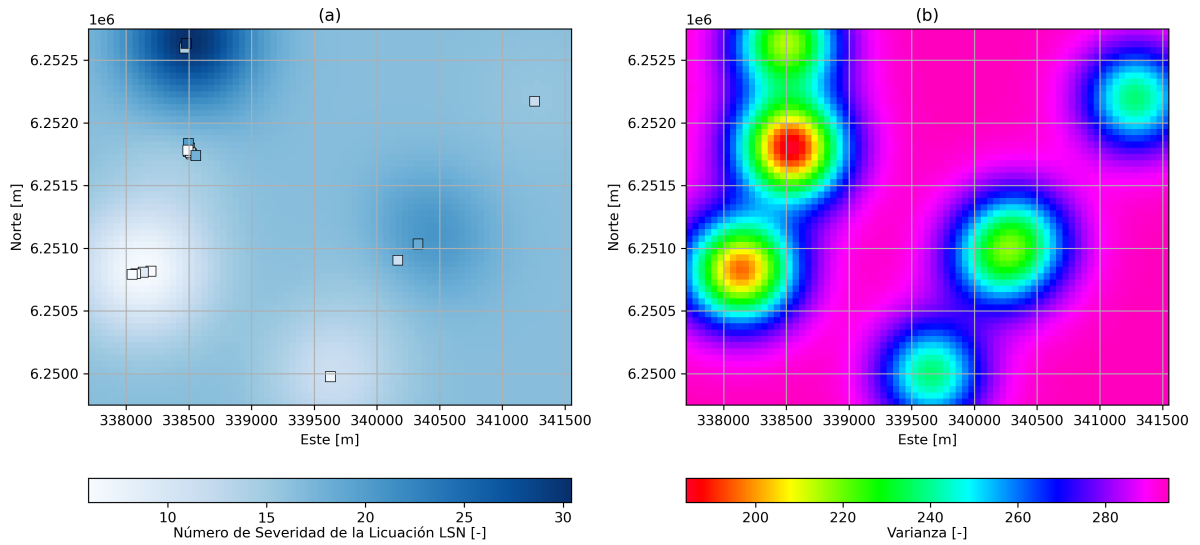 (a)
1e6
6.2525
6.2520
6.2515
6.2510
6.2505
6.2500
Norte [m]
338000 338500 339000 339500 340000 340500 341000 341500
Este [m]
10 15 20 25 30
Número de Severidad de la Licuación LSN [-]
(b)
1e6
6.2525
6.2520
6.2515
6.2510
6.2505
6.2500
Norte [m]
338000 338500 339000 339500 340000 340500 341000 341500
Este [m]
200 220 240 260 280
Varianza [-]